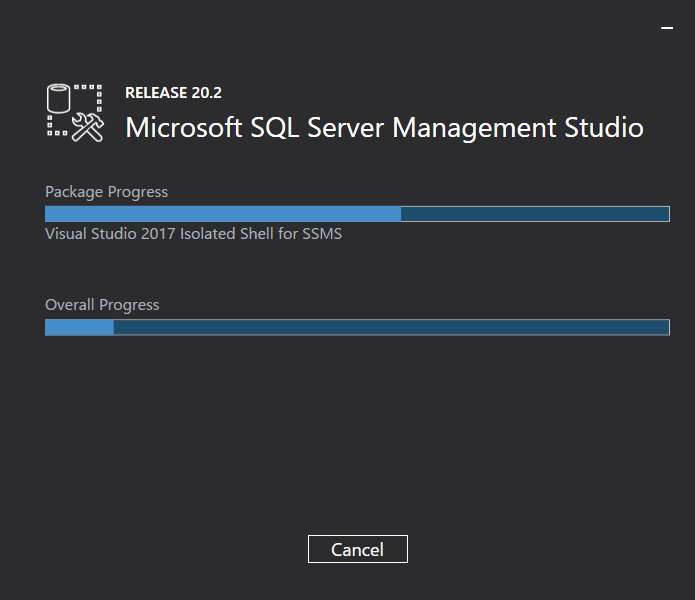 RELEASE 20.2
Microsoft SQL Server Management Studio
Package Progress
Visual Studio 2017 Isolated Shell for SSMS
Overall Progress
Cancel